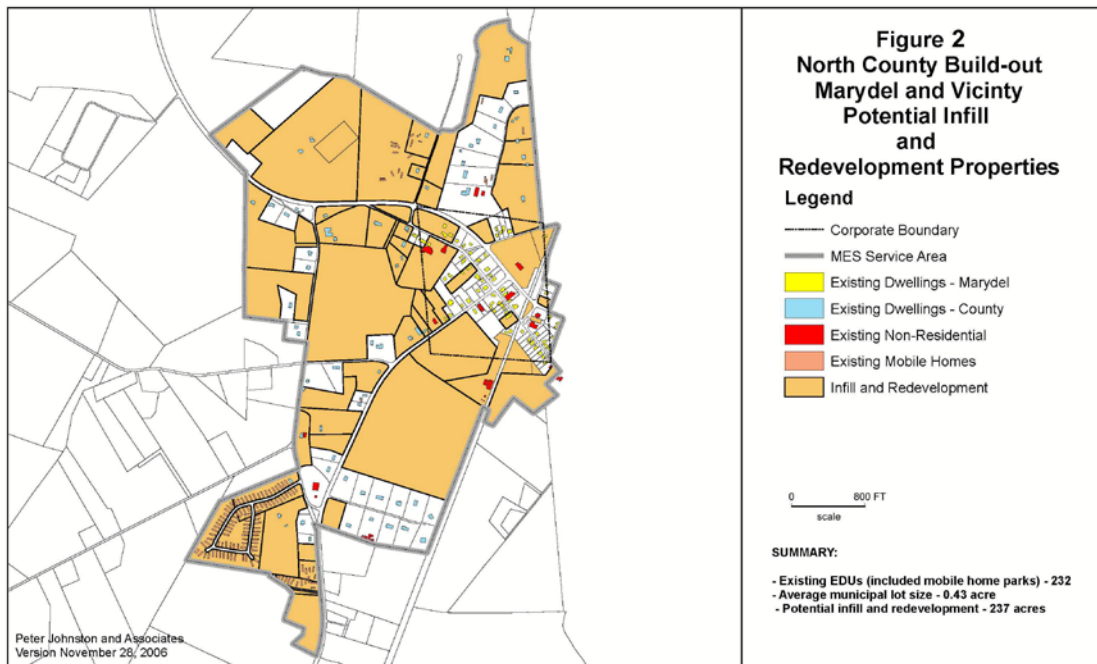 Figure 2
North County Build-out
Marydel and Vicinty
Potential Infill
and
Redevelopment Properties
Legend
Corporate Boundary
MES Service Area
Existing Dwellings - Marydel
Existing Dwellings - County
Existing Non-Residential
Existing Mobile Homes
Infill and Redevelopment
0 800 FT
scale
SUMMARY:
- Existing EDUs (included mobile home parks) - 232
- Average municipal lot size - 0.43 acre
- Potential infill and redevelopment - 237 acres
Peter Johnston and Associates
Version November 28, 2006